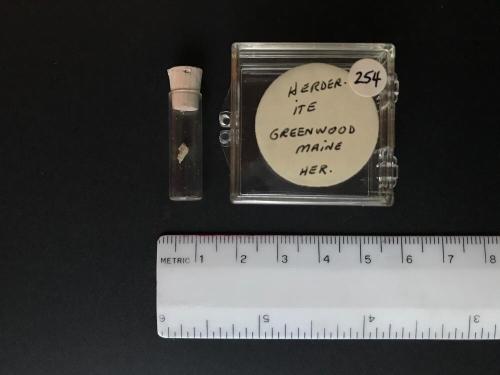 254
HERDER-
ITE
GREENWOOD
MAINE
HER.
METRIC 1 2 3 4 5 6 7 8
6 5 4 3